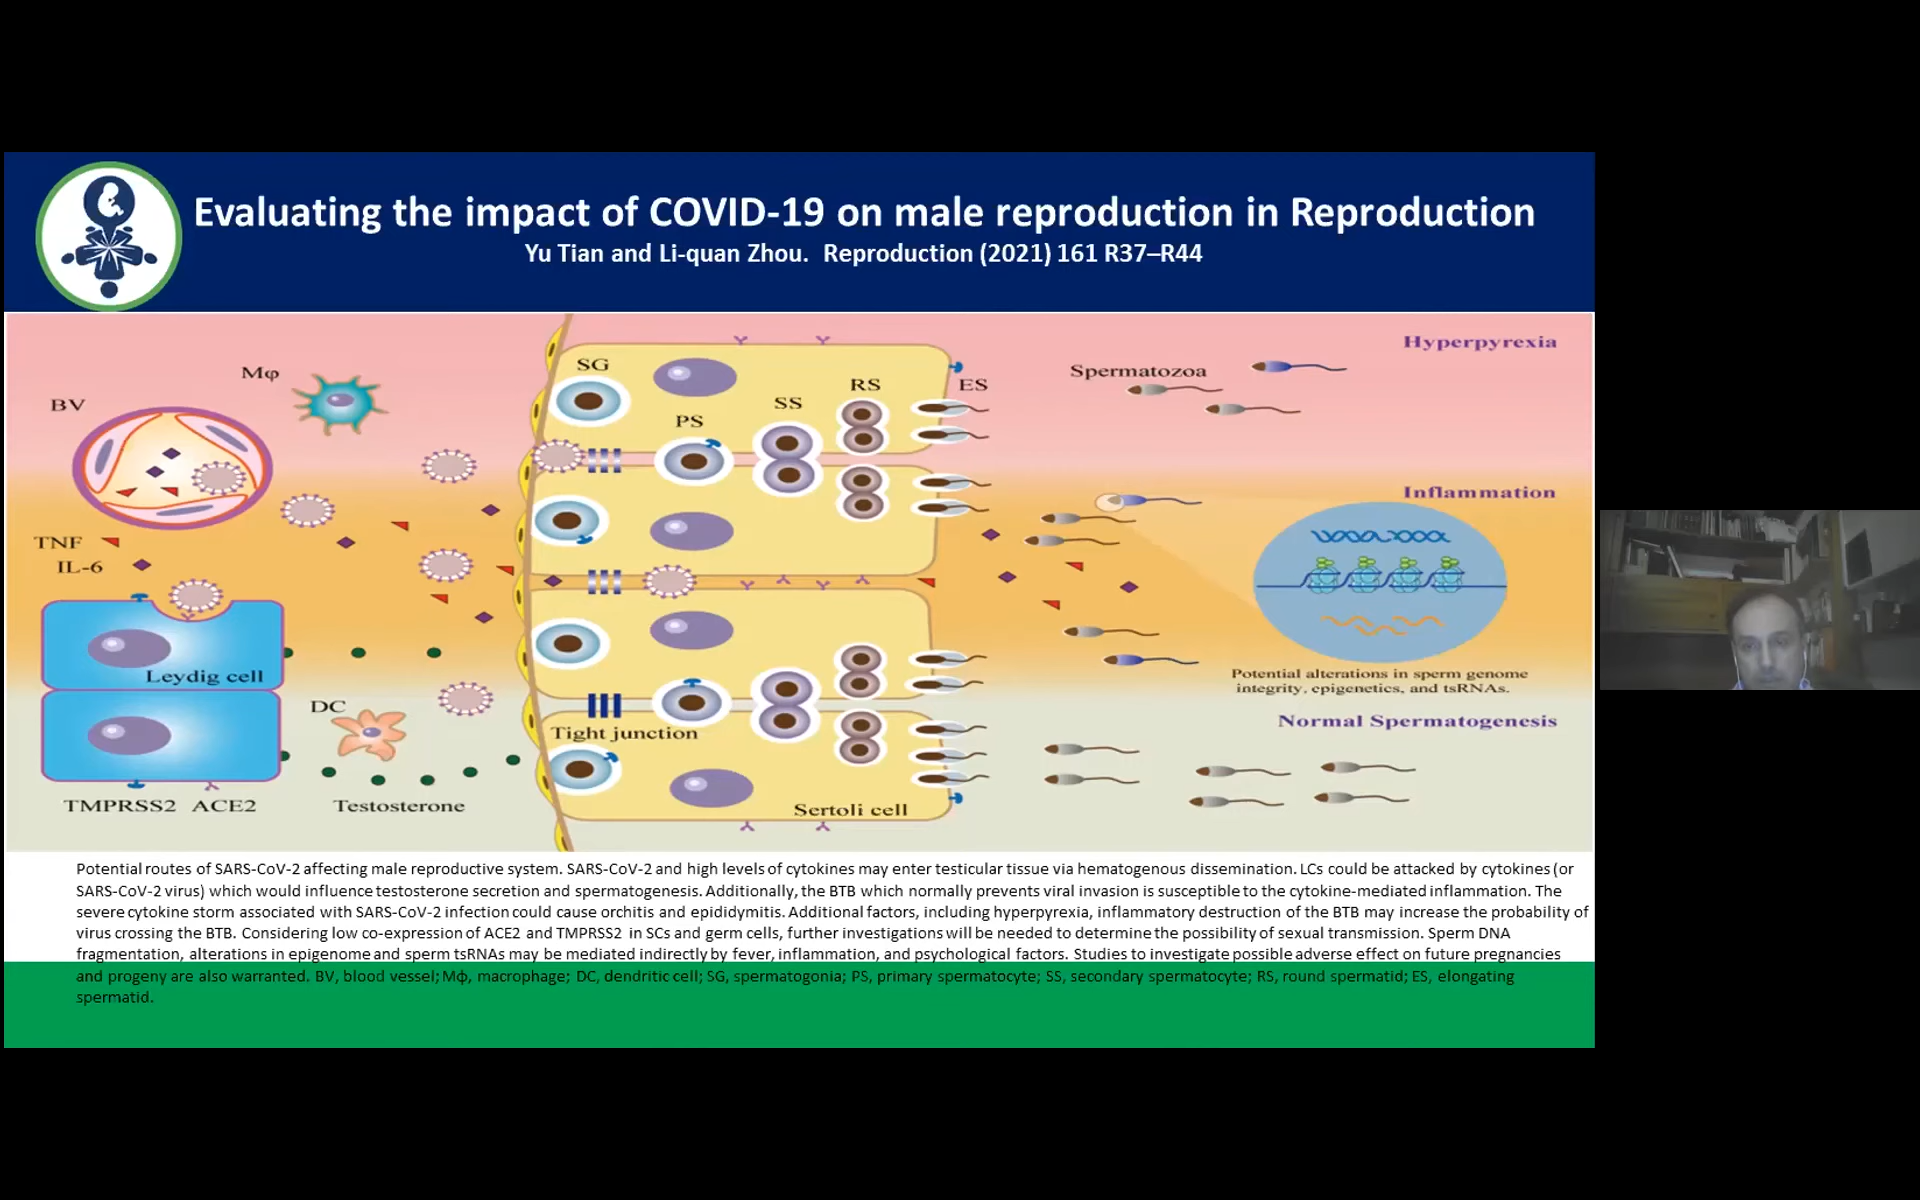 Evaluating the impact of COVID-19 on male reproduction in Reproduction
Yu Tian and Li-quan Zhou. Reproduction (2021) 161 R37–R44
Hyperpyrexia
Mφ
SG
Spermatozoa
BV
RS
ES
SS
PS
Inflammation
TNF
IL-6
Leydig cell
Potential alterations in sperm genome
integrity, epigenetics, and tsRNAs.
DC
Normal Spermatogenesis
Tight junction
TMPRSS2 ACE2
Testosterone
Sertoli cell
Potential routes of SARS-CoV-2 affecting male reproductive system. SARS-CoV-2 and high levels of cytokines may enter testicular tissue via hematogenous dissemination. LCs could be attacked by cytokines (or
SARS-CoV-2 virus) which would influence testosterone secretion and spermatogenesis. Additionally, the BTB which normally prevents viral invasion is susceptible to the cytokine-mediated inflammation. The
severe cytokine storm associated with SARS-CoV-2 infection could cause orchitis and epididymitis. Additional factors, including hyperpyrexia, inflammatory destruction of the BTB may increase the probability of
virus crossing the BTB. Considering low co-expression of ACE2 and TMPRSS2 in SCs and germ cells, further investigations will be needed to determine the possibility of sexual transmission. Sperm DNA
fragmentation, alterations in epigenome and sperm tsRNAs may be mediated indirectly by fever, inflammation, and psychological factors. Studies to investigate possible adverse effect on future pregnancies
and progeny are also warranted. BV, blood vessel; Mφ, macrophage; DC, dendritic cell; SG, spermatogonia; PS, primary spermatocyte; SS, secondary spermatocyte; RS, round spermatid; ES, elongating
spermatid.